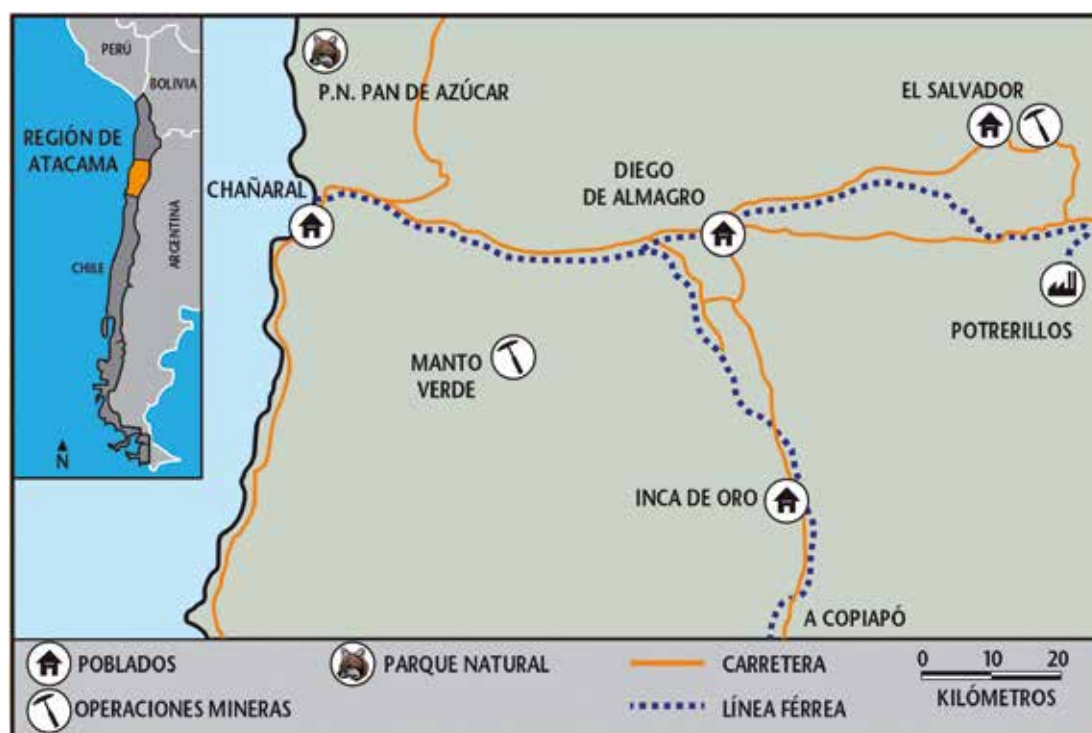 PERÚ
BOLIVIA
REGIÓN DE
ATACAMA
CHILE
ARGENTINA
N
P.N. PAN DE AZÚCAR
EL SALVADOR
CHAÑARAL
DIEGO
DE ALMAGRO
POTRERILLOS
MANTO
VERDE
INCA DE ORO
A COPIAPÓ
POBLADOS
PARQUE NATURAL
CARRETERA
0 10 20
OPERACIONES MINERAS
LÍNEA FÉRREA
KILÓMETROS